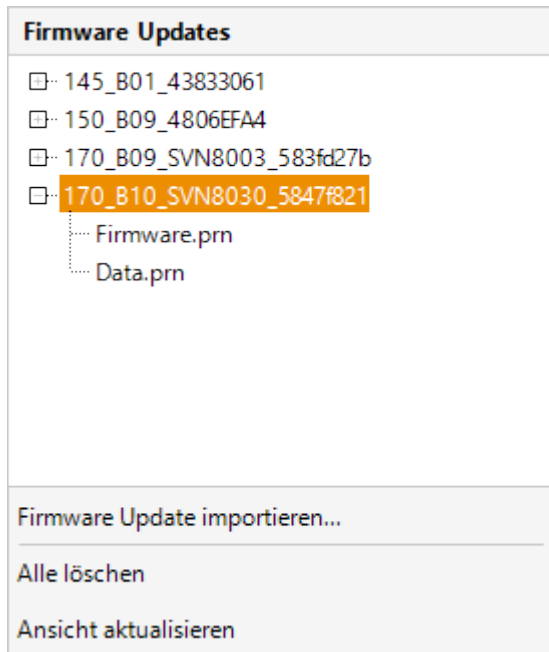 Firmware Updates
145_B01_43833061
150_B09_4806EFA4
170_B09_SVN8003_583fd27b
170_B10_SVN8030_5847f821
Firmware.prn
Data.prn
Firmware Update importieren...
Alle löschen
Ansicht aktualisieren